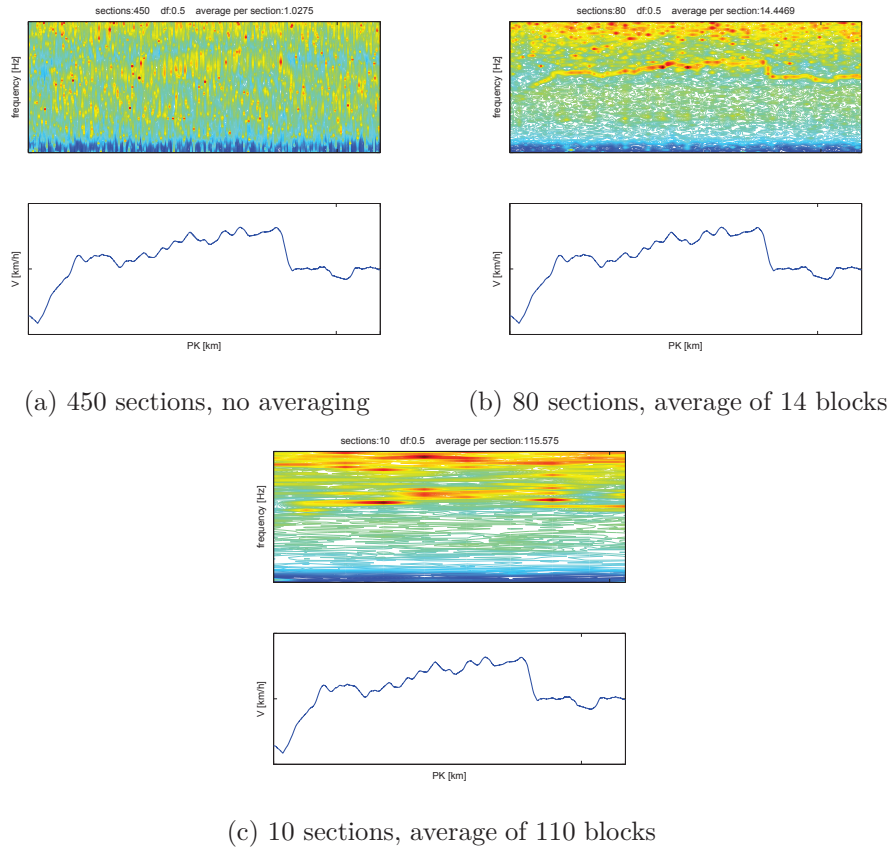 sections:450 df:0.5 average per section:1.0275
frequency [Hz]
V [km/h]
PK [km]
(a) 450 sections, no averaging
sections:80 df:0.5 average per section:14.4469
frequency [Hz]
V [km/h]
PK [km]
(b) 80 sections, average of 14 blocks
sections:10 df:0.5 average per section:115.575
frequency [Hz]
V [km/h]
PK [km]
(c) 10 sections, average of 110 blocks